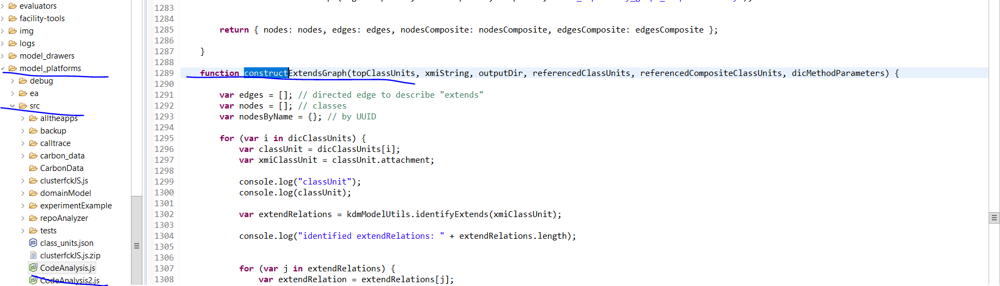 evaluators
facility-tools
img
logs
model_drawers
model_platforms
debug
ea
src
alltheapps
backup
calltrace
carbon_data
CarbonData
clusterfckJS.js
domainModel
experimentExample
repoAnalyzer
tests
class_units.json
clusterfckJS.js.zip
CodeAnalysis.js
CodeAnalysis2.js
1283
1284
1285 return { nodes: nodes, edges: edges, nodesComposite: nodesComposite, edgesComposite: edgesComposite };
1286
1287 }
1288
1289 function constructExtendsGraph(topClassUnits, xmiString, outputDir, referencedClassUnits, referencedCompositeClassUnits, dicMethodParameters) {
1290
1291 var edges = []; // directed edge to describe "extends"
1292 var nodes = []; // classes
1293 var nodesByName = {}; // by UUID
1294
1295 for (var i in dicClassUnits) {
1296 var classUnit = dicClassUnits[i];
1297 var xmiClassUnit = classUnit.attachment;
1298
1299 console.log("classUnit");
1300 console.log(classUnit);
1301
1302 var extendRelations = kdmModelUtils.identifyExtends(xmiClassUnit);
1303
1304 console.log("identified extendRelations: " + extendRelations.length);
1305
1306
1307 for (var j in extendRelations) {
1308 var extendRelation = extendRelations[j];